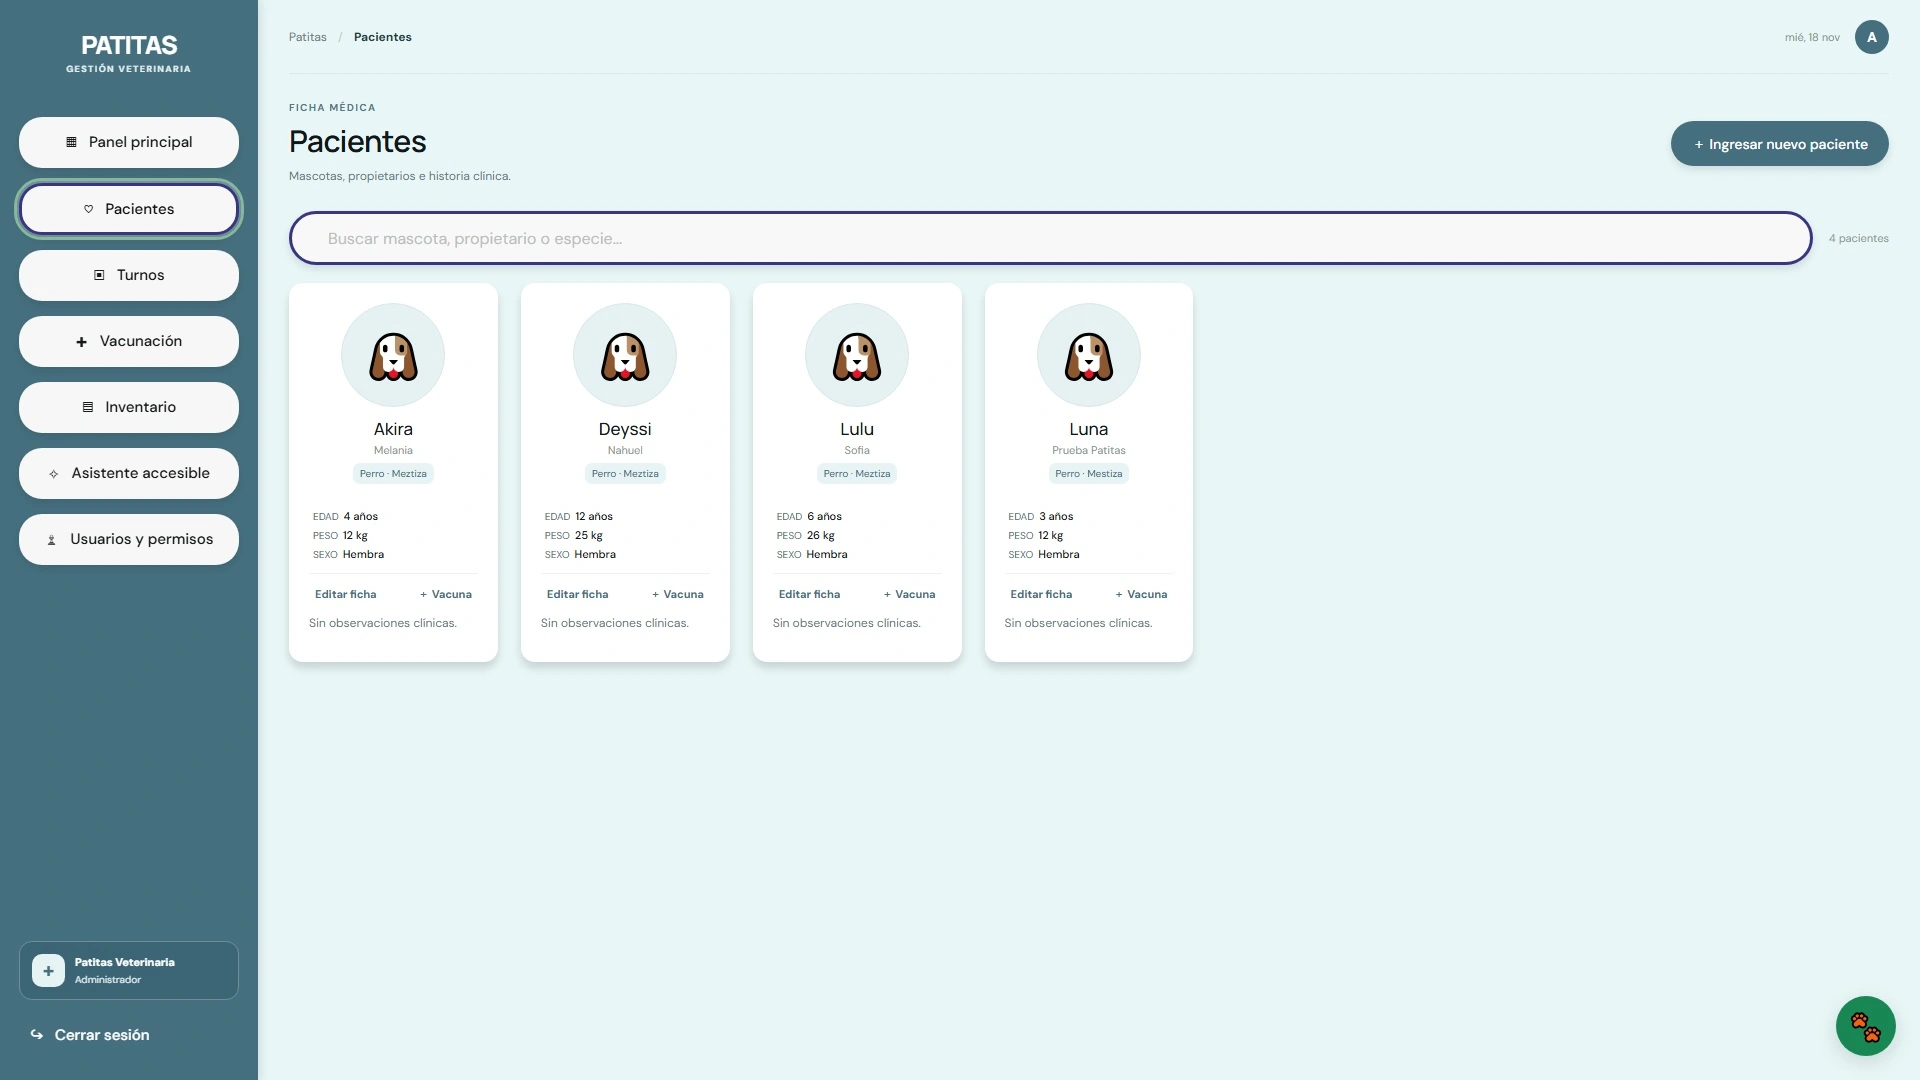 PATITAS
GESTIÓN VETERINARIA
Panel principal
Pacientes
Turnos
Vacunación
Inventario
Asistente accesible
Usuarios y permisos
Patitas Veterinaria
Administrador
Cerrar sesión
Patitas / Pacientes
mié, 18 nov
A
FICHA MÉDICA
Pacientes
Mascotas, propietarios e historia clínica.
+ Ingresar nuevo paciente
Buscar mascota, propietario o especie...
4 pacientes
Akira
Melania
Perro · Meztiza
EDAD 4 años
PESO 12 kg
SEXO Hembra
Editar ficha + Vacuna
Sin observaciones clínicas.
Deyssi
Nahuel
Perro · Meztiza
EDAD 12 años
PESO 25 kg
SEXO Hembra
Editar ficha + Vacuna
Sin observaciones clínicas.
Lulu
Sofia
Perro · Meztiza
EDAD 6 años
PESO 26 kg
SEXO Hembra
Editar ficha + Vacuna
Sin observaciones clínicas.
Luna
Prueba Patitas
Perro · Mestiza
EDAD 3 años
PESO 12 kg
SEXO Hembra
Editar ficha + Vacuna
Sin observaciones clínicas.